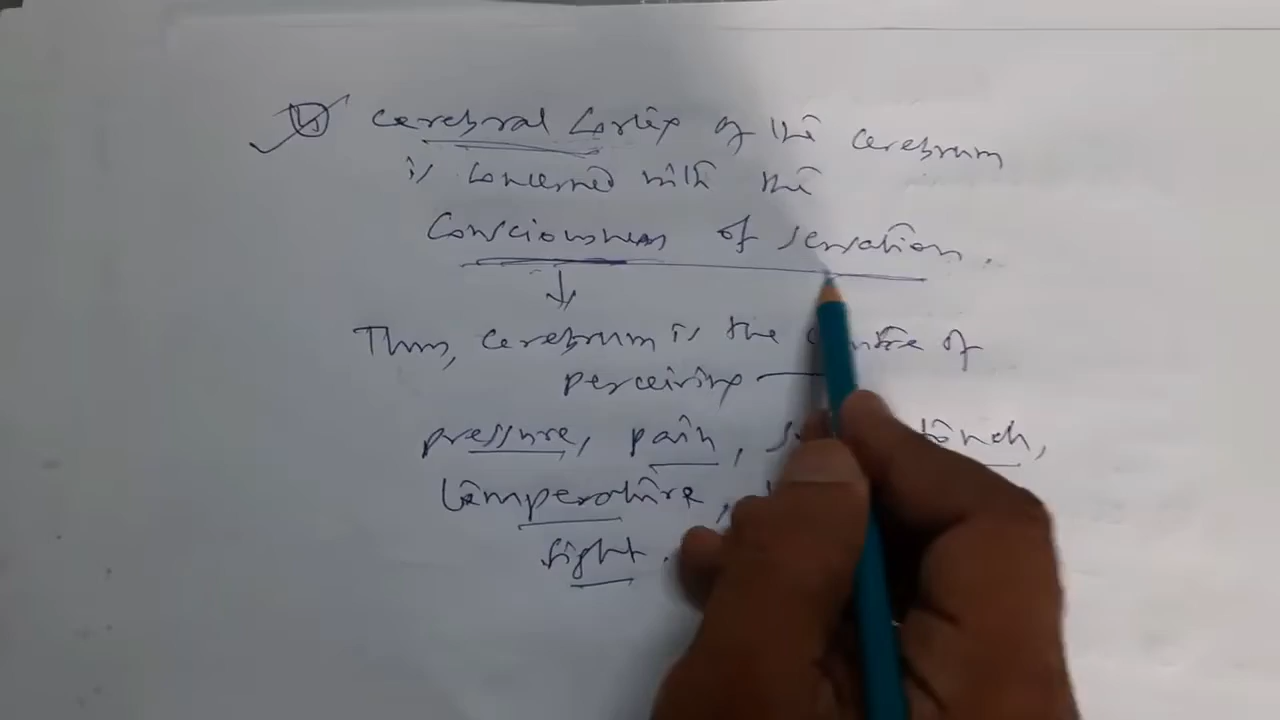 Cerebral Cortex of the cerebrum
is concerned with the
Consciousness of sensation.
Thus, cerebrum is the centre of
perceiving —
pressure, pain, touch,
temperature,
sight.